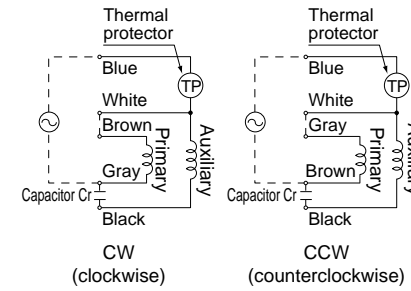 Thermal
protector
Blue
TP
White
Brown
Primary
Auxiliary
Gray
Capacitor Cr
Black
CW
(clockwise)
Thermal
protector
Blue
TP
White
Gray
Primary
Brown
Capacitor Cr
Black
CCW
(counterclockwise)